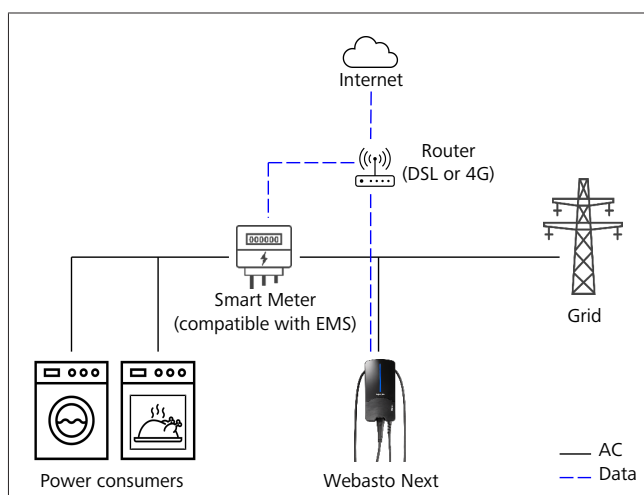 Internet
Router
(DSL or 4G)
000000
Smart Meter
(compatible with EMS)
Grid
Power consumers
Webasto Next
AC
Data